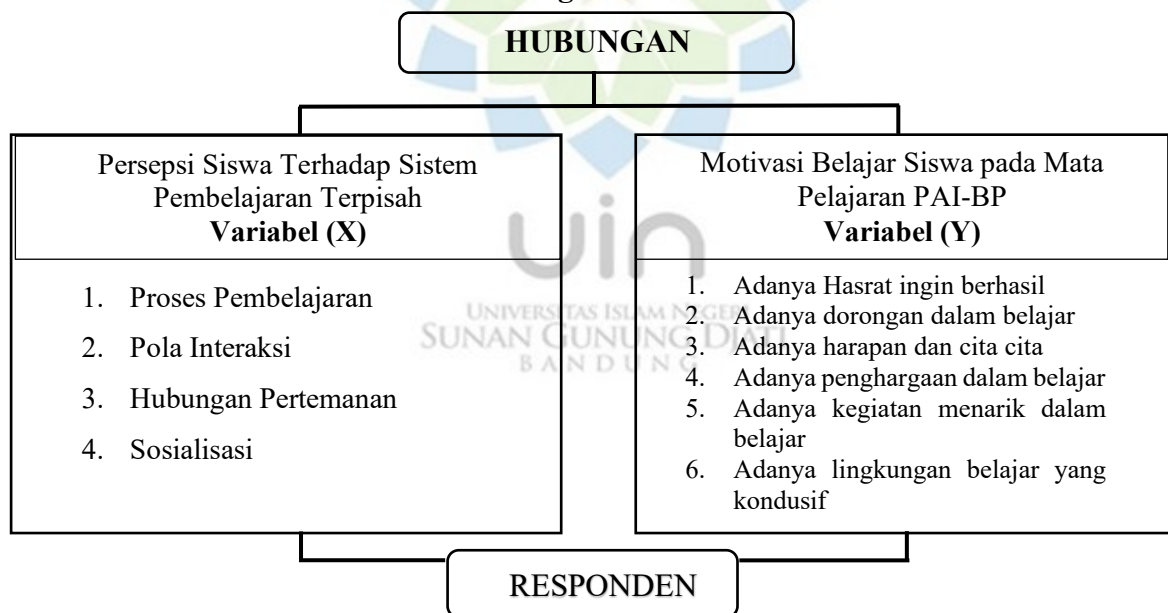 HUBUNGAN
Persepsi Siswa Terhadap Sistem
Pembelajaran Terpisah
Variabel (X)
1. Proses Pembelajaran
2. Pola Interaksi
3. Hubungan Pertemanan
4. Sosialisasi
Motivasi Belajar Siswa pada Mata
Pelajaran PAI-BP
Variabel (Y)
1. Adanya Hasrat ingin berhasil
2. Adanya dorongan dalam belajar
3. Adanya harapan dan cita cita
4. Adanya penghargaan dalam belajar
5. Adanya kegiatan menarik dalam
belajar
6. Adanya lingkungan belajar yang
kondusif
uin
UNIVERSITAS ISLAM NEGERI
SUNAN GUNUNG DJATI
BANDUNG
RESPONDEN